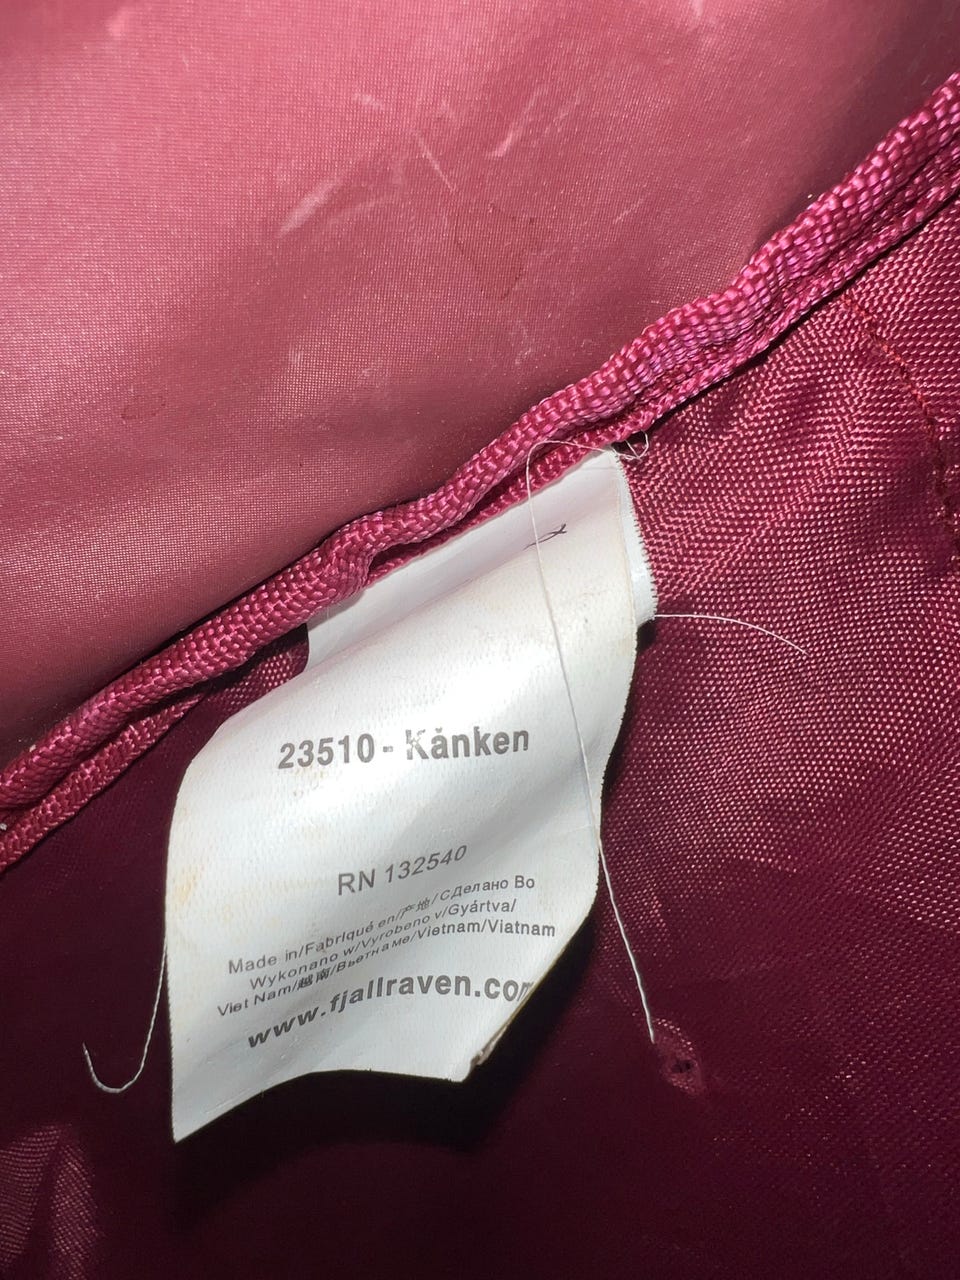 23510 - Kånken
RN 132540
Made in/Fabriqué en/产地/Сделано Во
Wykonano w/Vyrobeno v/Gyártva/
Viet Nam/越南/Вьетнаме/Vietnam/Viatnam
www.fjallraven.com